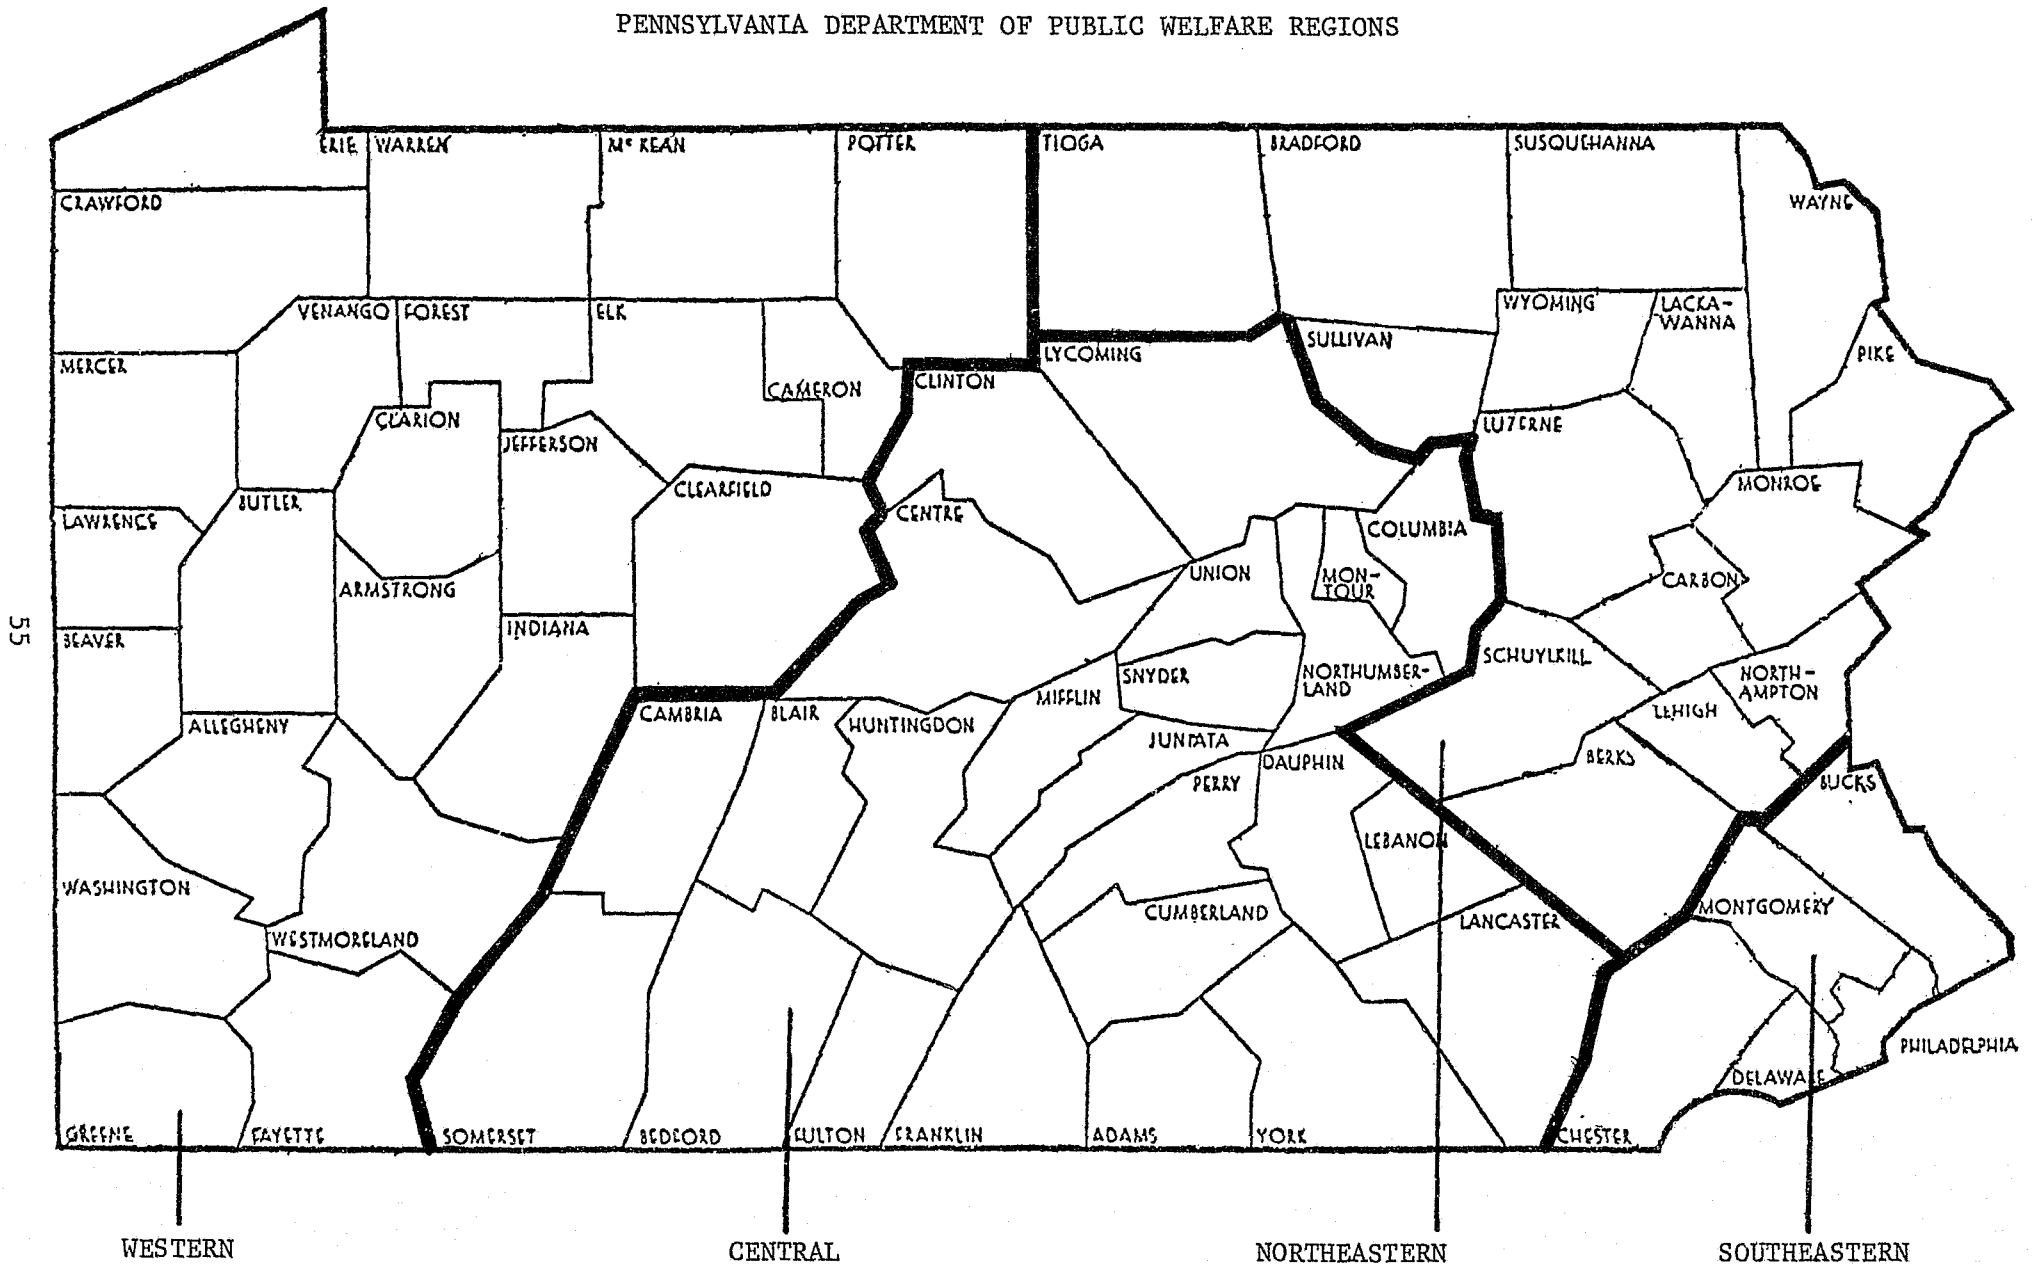 PENNSYLVANIA DEPARTMENT OF PUBLIC WELFARE REGIONS
ERIE
WARREN
Mc KEAN
POTTER
TIOGA
BRADFORD
SUSQUEHANNA
WAYNE
CRAWFORD
VENANGO
FOREST
ELK
WYOMING
LACKA-
WANNA
SULLIVAN
LYCOMING
PIKE
MERCER
CLINTON
CAMERON
CLARION
JEFFERSON
LUZERNE
CLEARFIELD
MONROE
BUTLER
LAWRENCE
CENTRE
COLUMBIA
UNION
MON-
TOUR
CARBON
ARMSTRONG
INDIANA
55
BEAVER
SCHUYLKILL
SNYDER
NORTHUMBER-
LAND
NORTH-
AMPTON
MIFFLIN
LEHIGH
CAMBRIA
BLAIR
HUNTINGDON
ALLEGHENY
JUNIATA
DAUPHIN
BERKS
PERRY
BUCKS
LEBANON
WASHINGTON
CUMBERLAND
LANCASTER
MONTGOMERY
WESTMORELAND
PHILADELPHIA
DELAWARE
GREENE
FAYETTE
SOMERSET
BEDFORD
FULTON
FRANKLIN
ADAMS
YORK
CHESTER
WESTERN
CENTRAL
NORTHEASTERN
SOUTHEASTERN